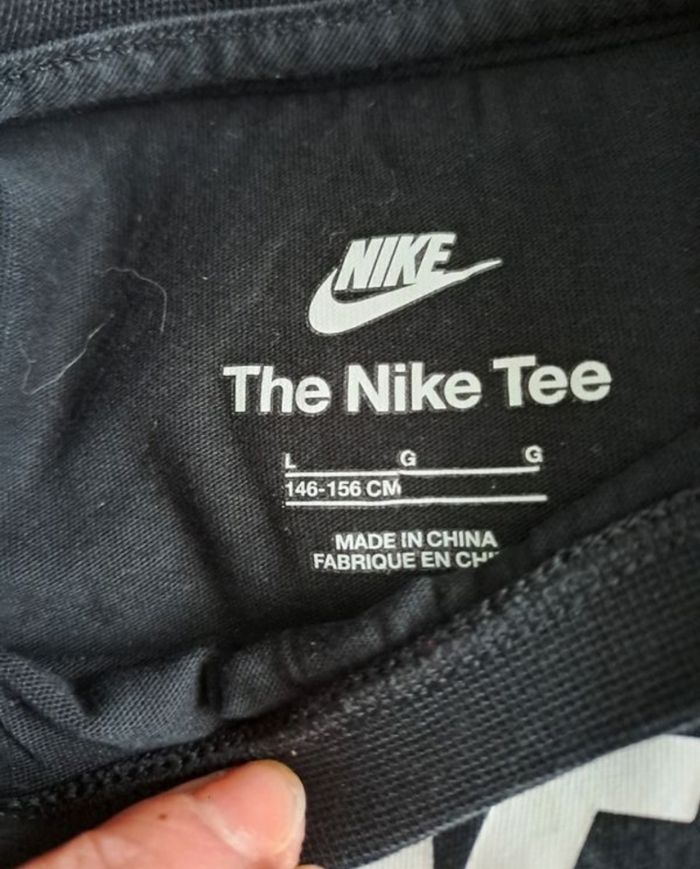 NIKE
The Nike Tee
L G G
146-156 CM
MADE IN CHINA
FABRIQUE EN